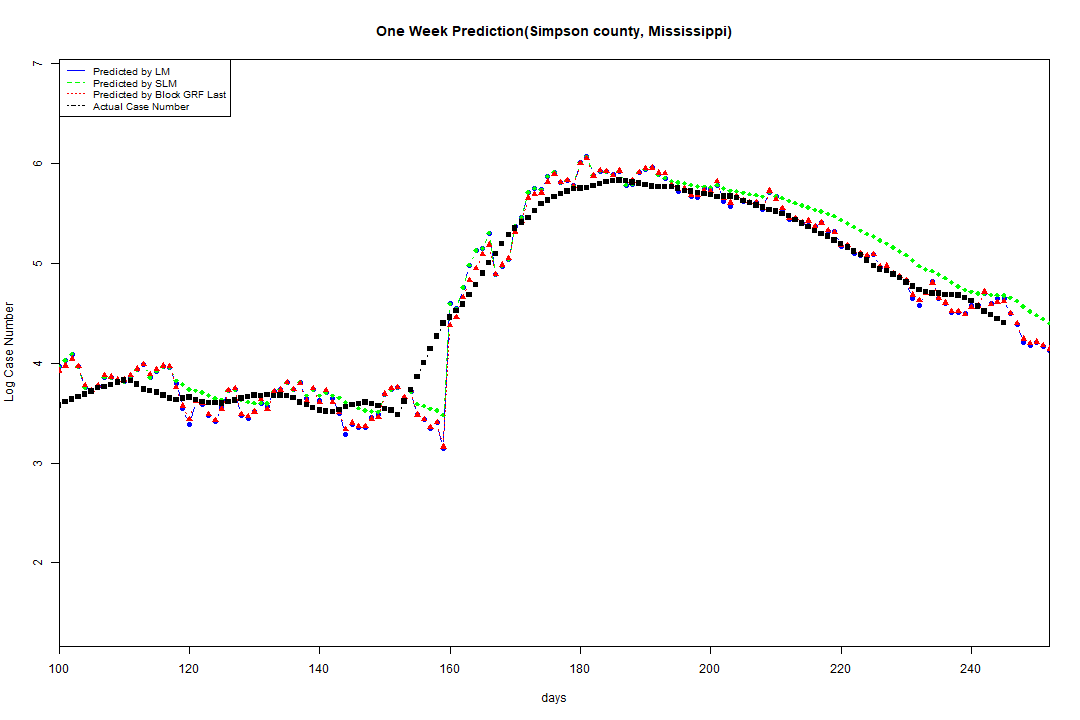 One Week Prediction(Simpson county, Mississippi)
Predicted by LM
Predicted by SLM
Predicted by Block GRF Last
Actual Case Number
7
6
5
4
3
2
Log Case Number
100 120 140 160 180 200 220 240
days